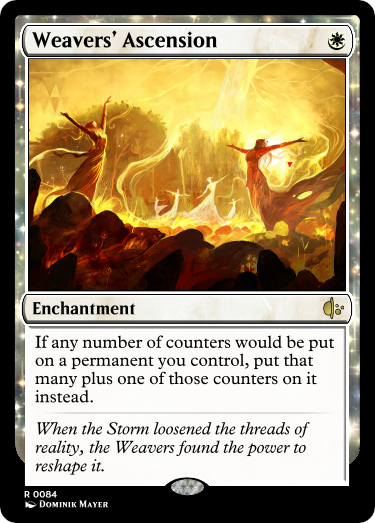 Weavers' Ascension
Enchantment
If any number of counters would be put
on a permanent you control, put that
many plus one of those counters on it
instead.
When the Storm loosened the threads of
reality, the Weavers found the power to
reshape it.
R 0084
Dominik Mayer